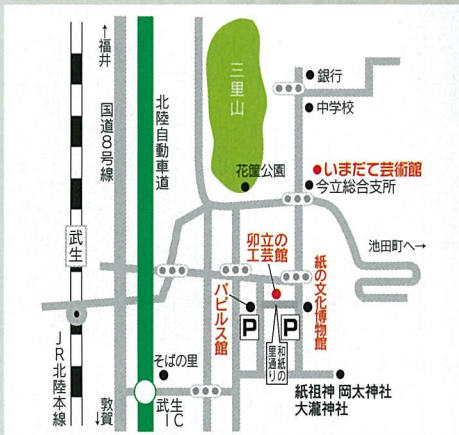 ↑福井
国道8号線
北陸自動車道
三里山
銀行
中学校
花筐公園
いまだて芸術館
今立総合支所
池田町へ→
武生
卯立の
工芸館
パピルス館
紙の文化博物館
P
P
和紙の
里通り
JR北陸本線
そばの里
武生
IC
敦賀
↓
紙祖神 岡太神社
大瀧神社